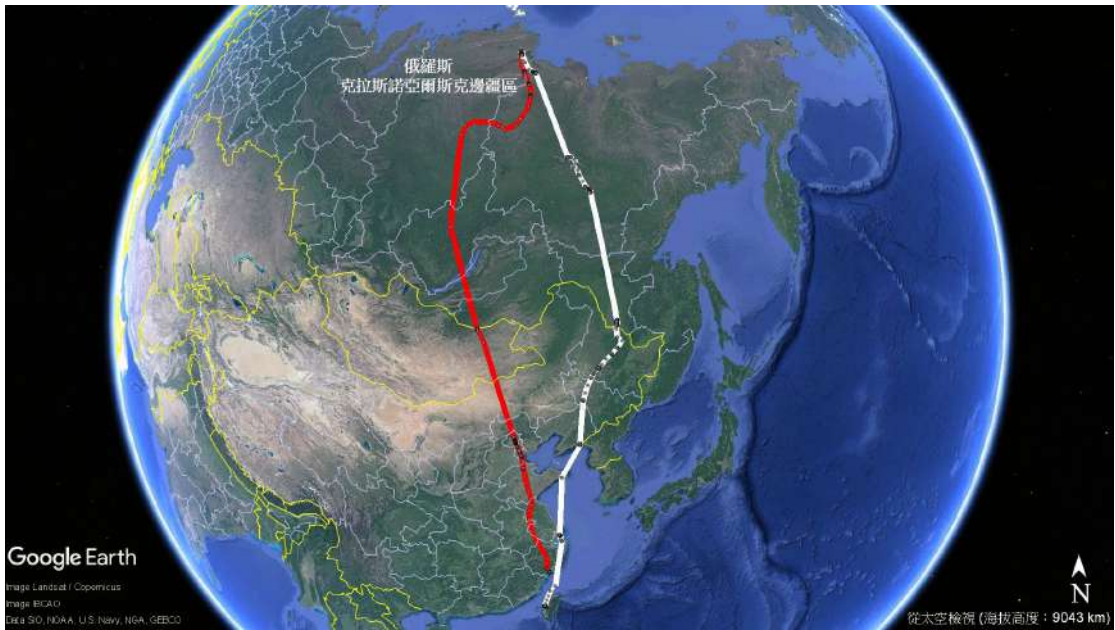 俄羅斯
克拉斯諾亞爾斯克邊疆區
Google Earth
Image Landsat / Copernicus
Image IBCAO
Data SIO, NOAA, U.S. Navy, NGA, GEBCO
N
從太空檢視 (海拔高度：9043 km)